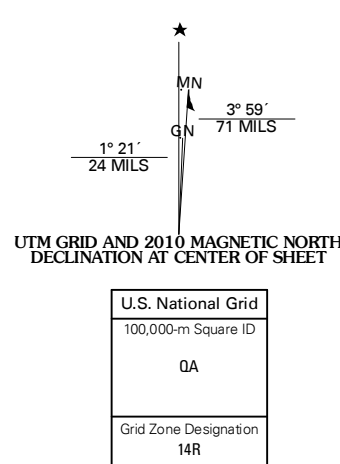 ★
MN
3° 59´
71 MILS
GN
1° 21´
24 MILS
UTM GRID AND 2010 MAGNETIC NORTH
DECLINATION AT CENTER OF SHEET
U.S. National Grid
100,000-m Square ID
QA
Grid Zone Designation
14R